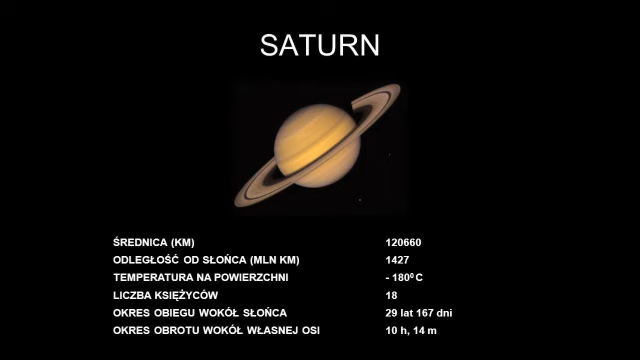 SATURN
ŚREDNICA (KM) 120660
ODLEGŁOŚĆ OD SŁOŃCA (MLN KM) 1427
TEMPERATURA NA POWIERZCHNI - 180⁰ C
LICZBA KSIĘŻYCÓW 18
OKRES OBIEGU WOKÓŁ SŁOŃCA 29 lat 167 dni
OKRES OBROTU WOKÓŁ WŁASNEJ OSI 10 h, 14 m